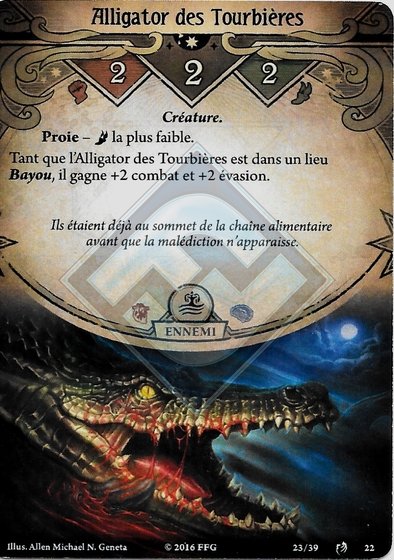 Alligator des Tourbières
2 2 2
Créature.
Proie – la plus faible.
Tant que l'Alligator des Tourbières est dans un lieu
Bayou, il gagne +2 combat et +2 évasion.
Ils étaient déjà au sommet de la chaîne alimentaire
avant que la malédiction n'apparaisse.
ENNEMI
Illus. Allen Michael N. Geneta © 2016 FFG 23/39 22